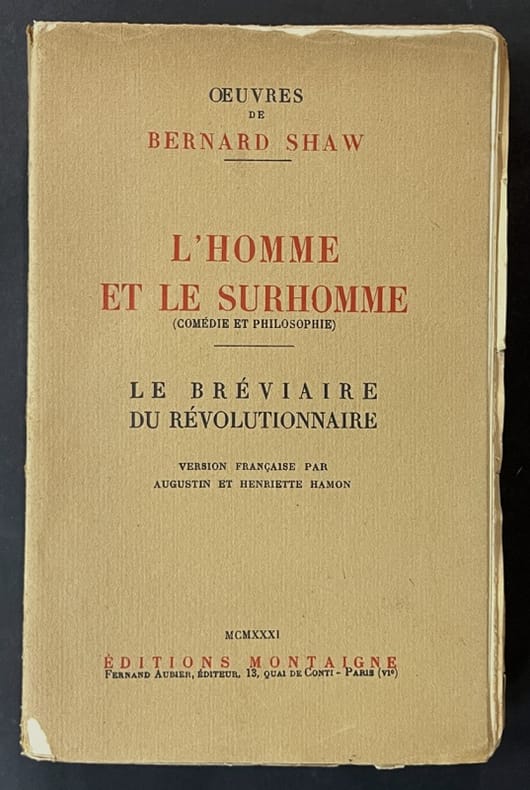 ŒUVRES
DE
BERNARD SHAW
L'HOMME
ET LE SURHOMME
(COMÉDIE ET PHILOSOPHIE)
LE BRÉVIAIRE
DU RÉVOLUTIONNAIRE
VERSION FRANÇAISE PAR
AUGUSTIN ET HENRIETTE HAMON
MCMXXXI
ÉDITIONS MONTAIGNE
FERNAND AUBIER, ÉDITEUR, 13, QUAI DE CONTI - PARIS (VIᵉ)